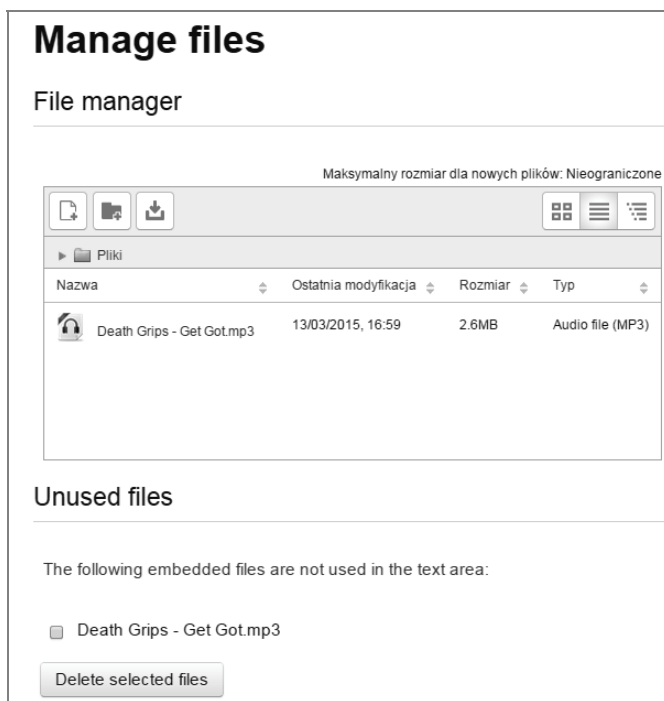 Manage files
File manager
Maksymalny rozmiar dla nowych plików: Nieograniczone
Pliki
Nazwa Ostatnia modyfikacja Rozmiar Typ
Death Grips - Get Got.mp3 13/03/2015, 16:59 2.6MB Audio file (MP3)
Unused files
The following embedded files are not used in the text area:
Death Grips - Get Got.mp3
Delete selected files